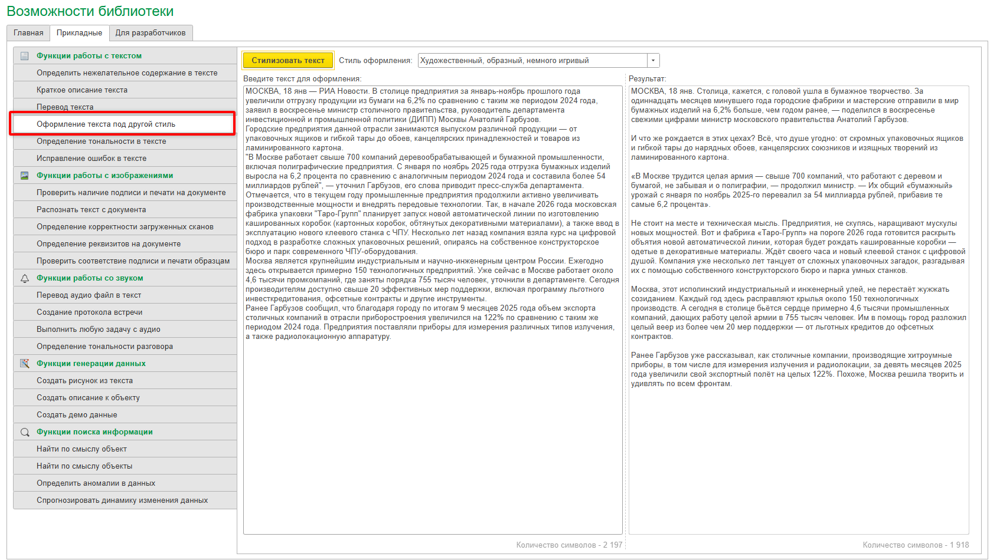 Возможности библиотеки
Главная
Прикладные
Для разработчиков
Функции работы с текстом
Определить нежелательное содержание в тексте
Краткое описание текста
Перевод текста
Оформление текста под другой стиль
Определение тональности в тексте
Исправление ошибок в тексте
Функции работы с изображениями
Проверить наличие подписи и печати на документе
Распознать текст с документа
Определение корректности загруженных сканов
Определение реквизитов на документе
Проверить соответствие подписи и печати образцам
Функции работы со звуком
Перевод аудио файл в текст
Создание протокола встречи
Выполнить любую задачу с аудио
Определение тональности разговора
Функции генерации данных
Создать рисунок из текста
Создать описание к объекту
Создать демо данные
Функции поиска информации
Найти по смыслу объект
Найти по смыслу объекты
Определить аномалии в данных
Спрогнозировать динамику изменения данных
Стилизовать текст
Стиль оформления:
Художественный, образный, немного игривый
Введите текст для оформления:
МОСКВА, 18 янв — РИА Новости. В столице предприятия за январь-ноябрь прошлого года
увеличили отгрузку продукции из бумаги на 6,2% по сравнению с таким же периодом 2024 года,
заявил в воскресенье министр столичного правительства, руководитель департамента
инвестиционной и промышленной политики (ДИПП) Москвы Анатолий Гарбузов.
Городские предприятия данной отрасли занимаются выпуском различной продукции — от
упаковочных ящиков и гибкой тары до обоев, канцелярских принадлежностей и товаров из
ламинированного картона.
"В Москве работает свыше 700 компаний деревообрабатывающей и бумажной промышленности,
включая полиграфические предприятия. С января по ноябрь 2025 года отгрузка бумажных изделий
выросла на 6,2 процента по сравнению с аналогичным периодом 2024 года и составила более 54
миллиардов рублей", — уточнил Гарбузов, его слова приводит пресс-служба департамента.
Отмечается, что в текущем году промышленные предприятия продолжили активно увеличивать
производственные мощности и внедрять передовые технологии. Так, в начале 2026 года московская
фабрика упаковки "Таро-Групп" планирует запуск новой автоматической линии по изготовлению
кашированных коробок (картонных коробок, обтянутых декоративными материалами), а также ввод в
эксплуатацию нового клеевого станка с ЧПУ. Несколько лет назад компания взяла курс на цифровой
подход в разработке сложных упаковочных решений, опираясь на собственное конструкторское
бюро и парк современного ЧПУ-оборудования.
Москва является крупнейшим индустриальным и научно-инженерным центром России. Ежегодно
здесь открывается примерно 150 технологичных предприятий. Уже сейчас в Москве работает около
4,6 тысячи промкомпаний, где заняты порядка 755 тысяч человек, уточнили в департаменте. Сегодня
производителям доступно свыше 20 эффективных мер поддержки, включая программу льготного
инвесткредитования, офсетные контракты и другие инструменты.
Ранее Гарбузов сообщил, что благодаря городу по итогам 9 месяцев 2025 года объем экспорта
столичных компаний в отрасли приборостроения увеличился на 122% по сравнению с таким же
периодом 2024 года. Предприятия поставляли приборы для измерения различных типов излучения,
а также радиолокационную аппаратуру.
Количество символов - 2 197
Результат:
МОСКВА, 18 янв. Столица, кажется, с головой ушла в бумажное творчество. За
одиннадцать месяцев минувшего года городские фабрики и мастерские отправили в мир
бумажных изделий на 6,2% больше, чем годом ранее, — поделился в воскресенье
свежими цифрами министр московского правительства Анатолий Гарбузов.
И что же рождается в этих цехах? Всё, что душе угодно: от скромных упаковочных ящиков
и гибкой тары до нарядных обоев, канцелярских союзников и изящных творений из
ламинированного картона.
«В Москве трудится целая армия — свыше 700 компаний, что работают с деревом и
бумагой, не забывая и о полиграфии, — продолжил министр. — Их общий «бумажный»
урожай с января по ноябрь 2025-го перевалил за 54 миллиарда рублей, прибавив те
самые 6,2 процента».
Не стоит на месте и техническая мысль. Предприятия, не скупясь, наращивают мускулы
новых мощностей. Вот и фабрика «Таро-Групп» на пороге 2026 года готовится раскрыть
объятия новой автоматической линии, которая будет рождать кашированные коробки —
одетые в декоративные материалы. Ждёт своего часа и новый клеевой станок с цифровой
душой. Компания уже несколько лет танцует от сложных упаковочных загадок, разгадывая
их с помощью собственного конструкторского бюро и парка умных станков.
Москва, этот исполинский индустриальный и инженерный улей, не перестаёт жужжать
созиданием. Каждый год здесь расправляют крылья около 150 технологичных
производств. А сегодня в столице бьётся сердце примерно 4,6 тысячи промышленных
компаний, дающих работу целой армии в 755 тысяч человек. Им в помощь город разложил
целый веер из более чем 20 мер поддержки — от льготных кредитов до офсетных
контрактов.
Ранее Гарбузов уже рассказывал, как столичные компании, производящие хитроумные
приборы, в том числе для измерения излучения и радиолокации, за девять месяцев 2025
года увеличили свой экспортный полёт на целых 122%. Похоже, Москва решила творить и
удивлять по всем фронтам.
Количество символов - 1 918